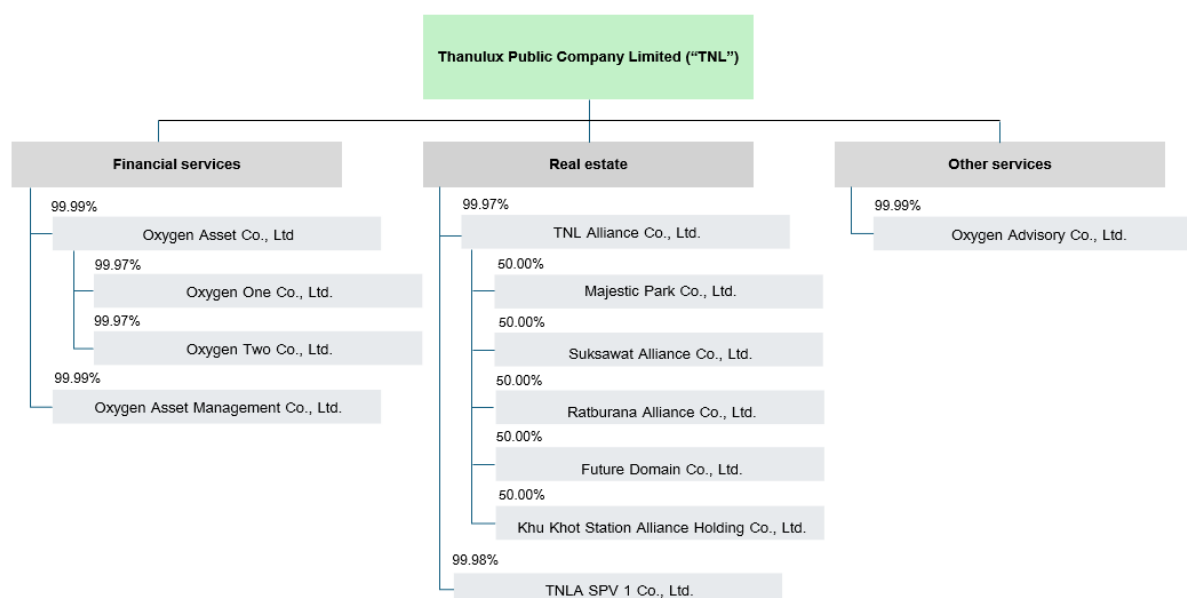 Thanulux Public Company Limited (“TNL”)
Financial services
99.99%
Oxygen Asset Co., Ltd
99.97%
Oxygen One Co., Ltd.
99.97%
Oxygen Two Co., Ltd.
99.99%
Oxygen Asset Management Co., Ltd.
Real estate
99.97%
TNL Alliance Co., Ltd.
50.00%
Majestic Park Co., Ltd.
50.00%
Suksawat Alliance Co., Ltd.
50.00%
Ratburana Alliance Co., Ltd.
50.00%
Future Domain Co., Ltd.
50.00%
Khu Khot Station Alliance Holding Co., Ltd.
99.98%
TNLA SPV 1 Co., Ltd.
Other services
99.99%
Oxygen Advisory Co., Ltd.